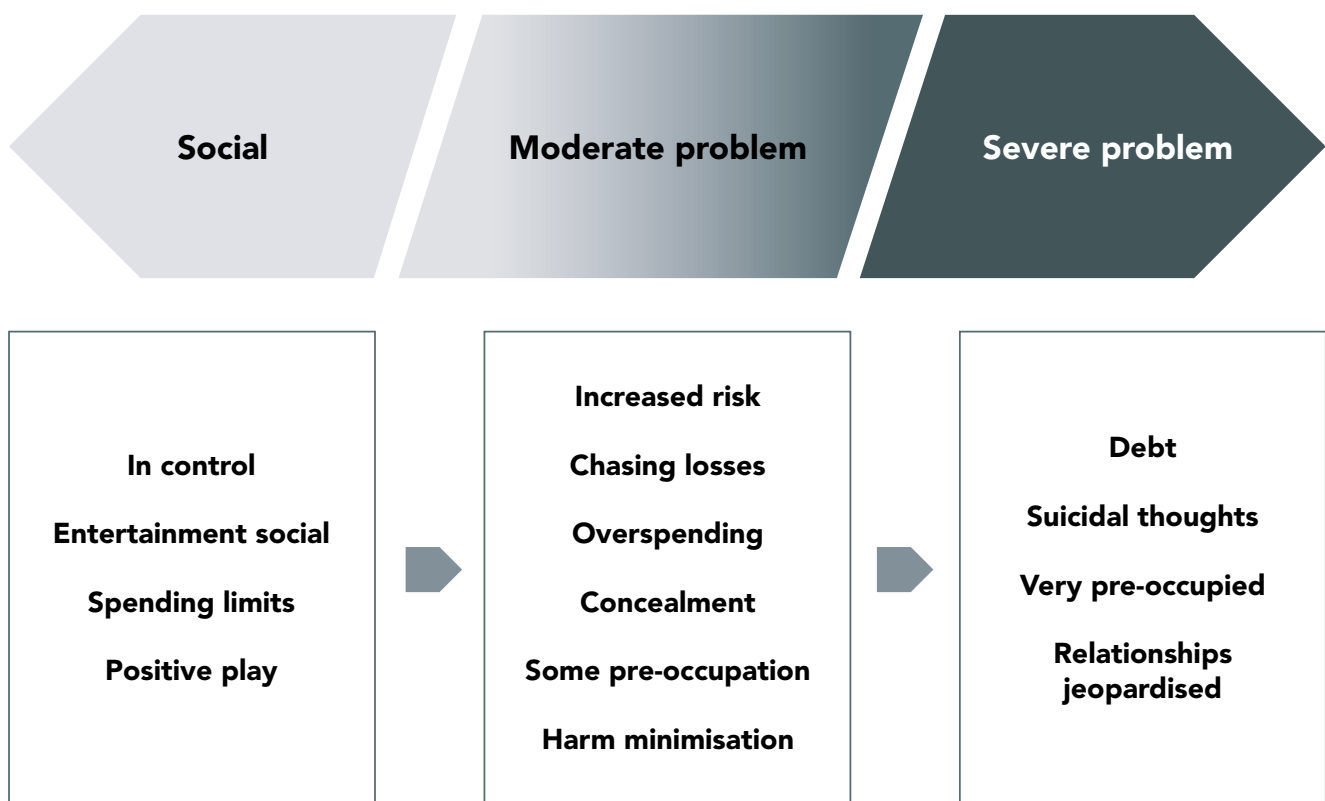 Social
Moderate problem
Severe problem
In control
Entertainment social
Spending limits
Positive play
Increased risk
Chasing losses
Overspending
Concealment
Some pre-occupation
Harm minimisation
Debt
Suicidal thoughts
Very pre-occupied
Relationships
jeopardised